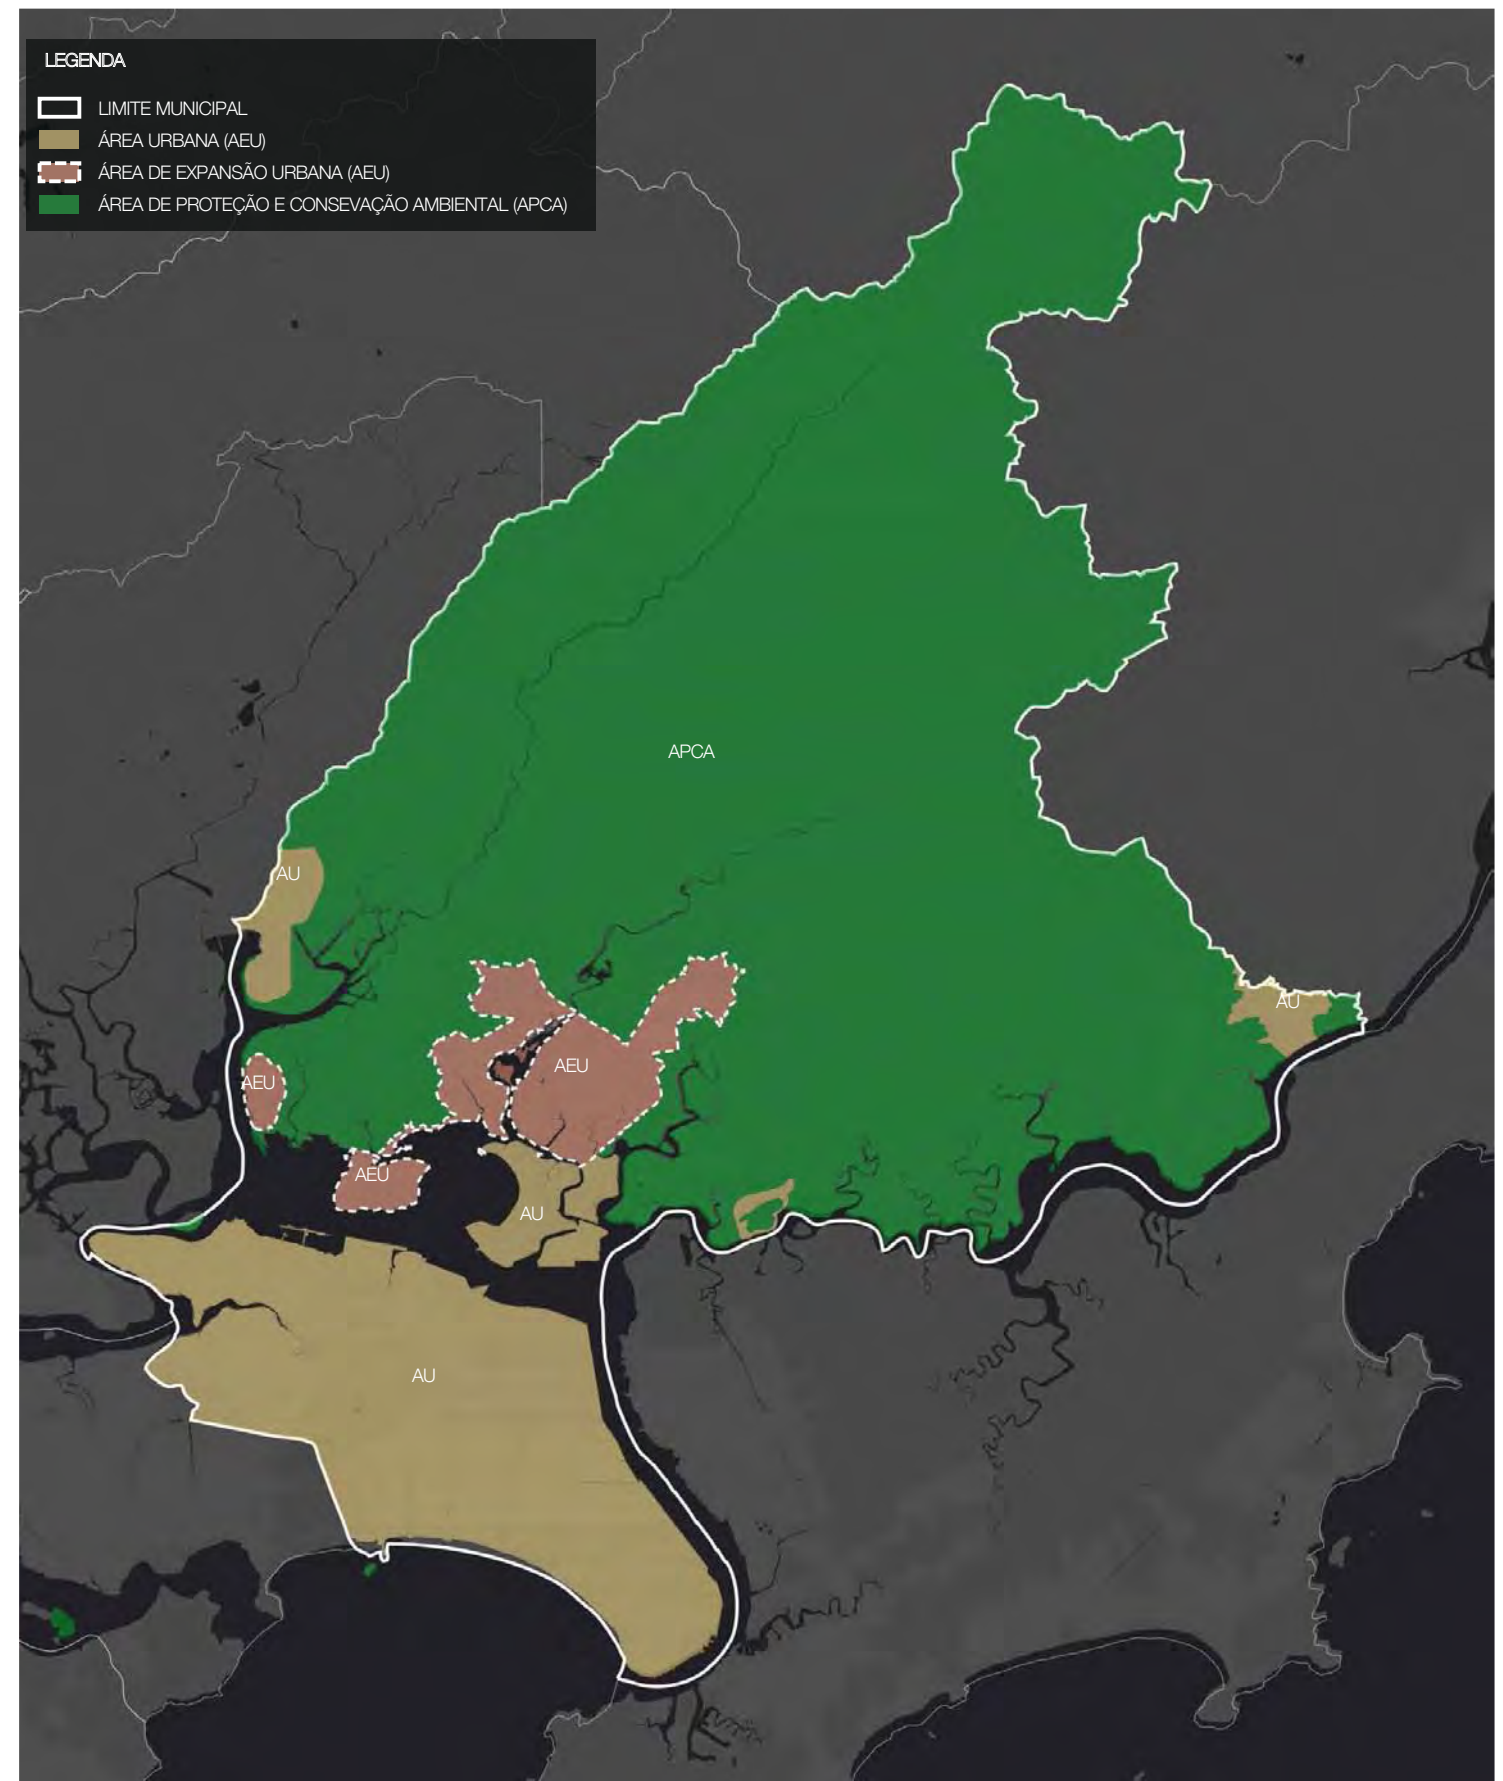 LEGENDA
LIMITE MUNICIPAL
ÁREA URBANA (AEU)
ÁREA DE EXPANSÃO URBANA (AEU)
ÁREA DE PROTEÇÃO E CONSEVAÇÃO AMBIENTAL (APCA)
APCA
AU
AU
AEU
AEU
AEU
AU
AU